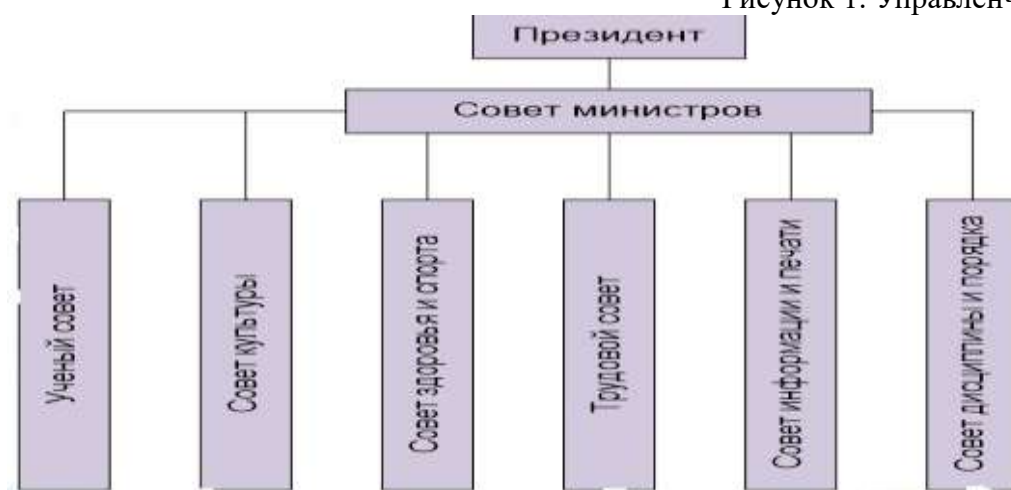 Рисунок 1. Управленч
Президент
Совет министров
Ученый совет
Совет культуры
Совет здоровья и спорта
Трудовой совет
Совет информации и печати
Совет дисциплины и порядка